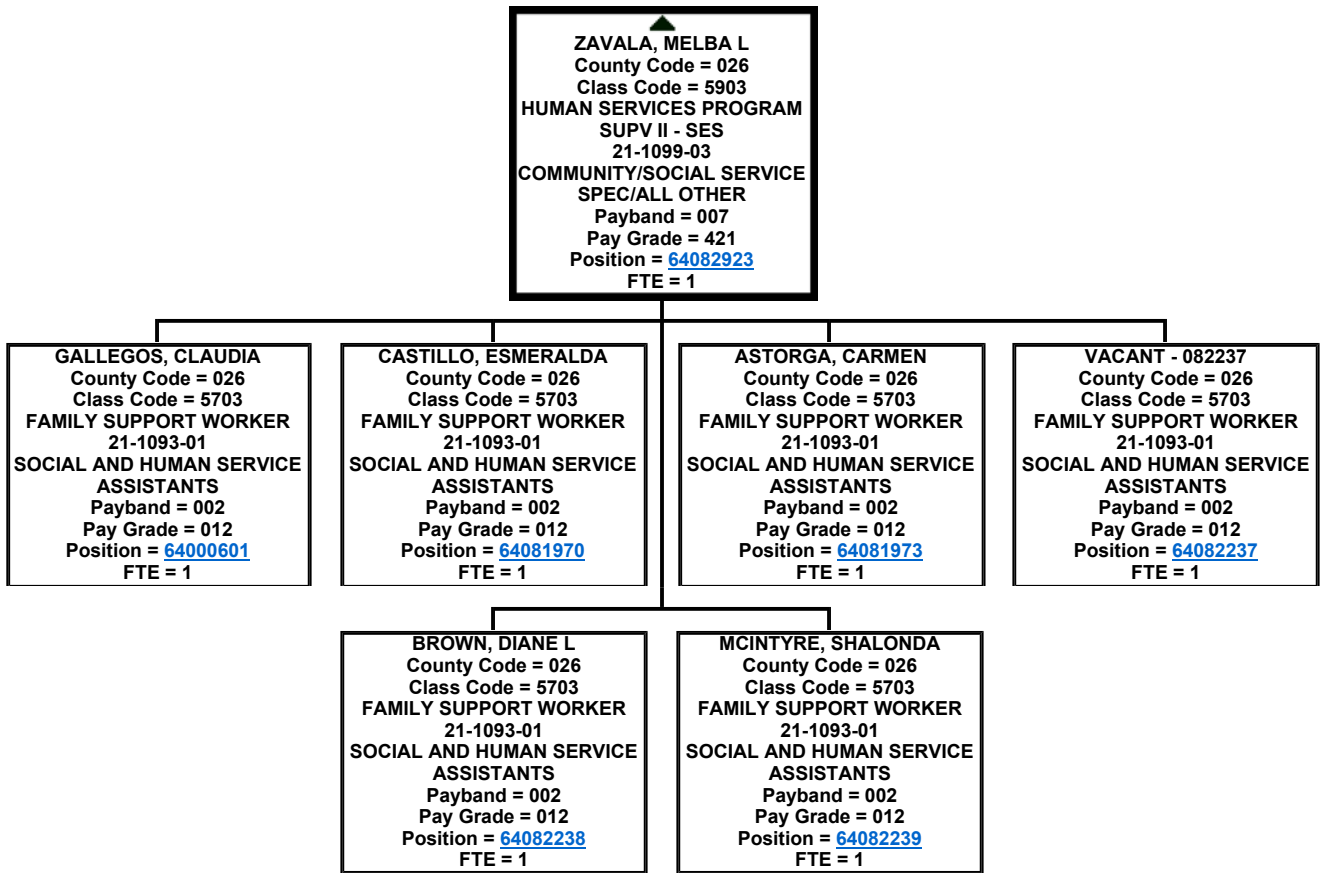 ZAVALA, MELBA L
County Code = 026
Class Code = 5903
HUMAN SERVICES PROGRAM
SUPV II - SES
21-1099-03
COMMUNITY/SOCIAL SERVICE
SPEC/ALL OTHER
Payband = 007
Pay Grade = 421
Position = 64082923
FTE = 1
GALLEGOS, CLAUDIA
County Code = 026
Class Code = 5703
FAMILY SUPPORT WORKER
21-1093-01
SOCIAL AND HUMAN SERVICE
ASSISTANTS
Payband = 002
Pay Grade = 012
Position = 64000601
FTE = 1
CASTILLO, ESMERALDA
County Code = 026
Class Code = 5703
FAMILY SUPPORT WORKER
21-1093-01
SOCIAL AND HUMAN SERVICE
ASSISTANTS
Payband = 002
Pay Grade = 012
Position = 64081970
FTE = 1
ASTORGA, CARMEN
County Code = 026
Class Code = 5703
FAMILY SUPPORT WORKER
21-1093-01
SOCIAL AND HUMAN SERVICE
ASSISTANTS
Payband = 002
Pay Grade = 012
Position = 64081973
FTE = 1
VACANT - 082237
County Code = 026
Class Code = 5703
FAMILY SUPPORT WORKER
21-1093-01
SOCIAL AND HUMAN SERVICE
ASSISTANTS
Payband = 002
Pay Grade = 012
Position = 64082237
FTE = 1
BROWN, DIANE L
County Code = 026
Class Code = 5703
FAMILY SUPPORT WORKER
21-1093-01
SOCIAL AND HUMAN SERVICE
ASSISTANTS
Payband = 002
Pay Grade = 012
Position = 64082238
FTE = 1
MCINTYRE, SHALONDA
County Code = 026
Class Code = 5703
FAMILY SUPPORT WORKER
21-1093-01
SOCIAL AND HUMAN SERVICE
ASSISTANTS
Payband = 002
Pay Grade = 012
Position = 64082239
FTE = 1